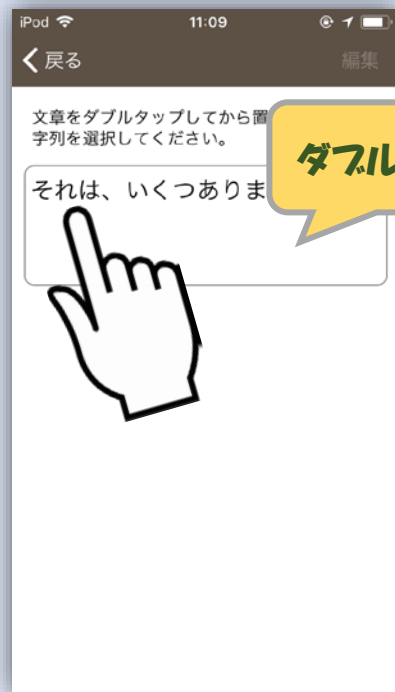 iPod 11:09
戻る 編集
文章をダブルタップしてから置
字列を選択してください。
ダブル
それは、いくつありま